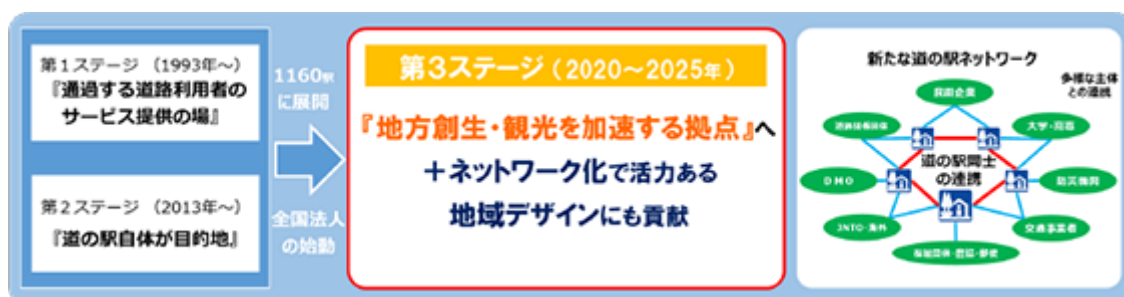 第1ステージ （1993年～）
『通過する道路利用者の
サービス提供の場』
第2ステージ （2013年～）
『道の駅自体が目的地』
1160駅
に展開
全国法人
の始動
第3ステージ（2020～2025年）
『地方創生・観光を加速する拠点』へ
＋ネットワーク化で活力ある
地域デザインにも貢献
新たな道の駅ネットワーク
多様な主体
との連携
民間企業
大学・高専
道の駅同士
の連携
DMO
防災機関
JNTO・海外
交通事業者